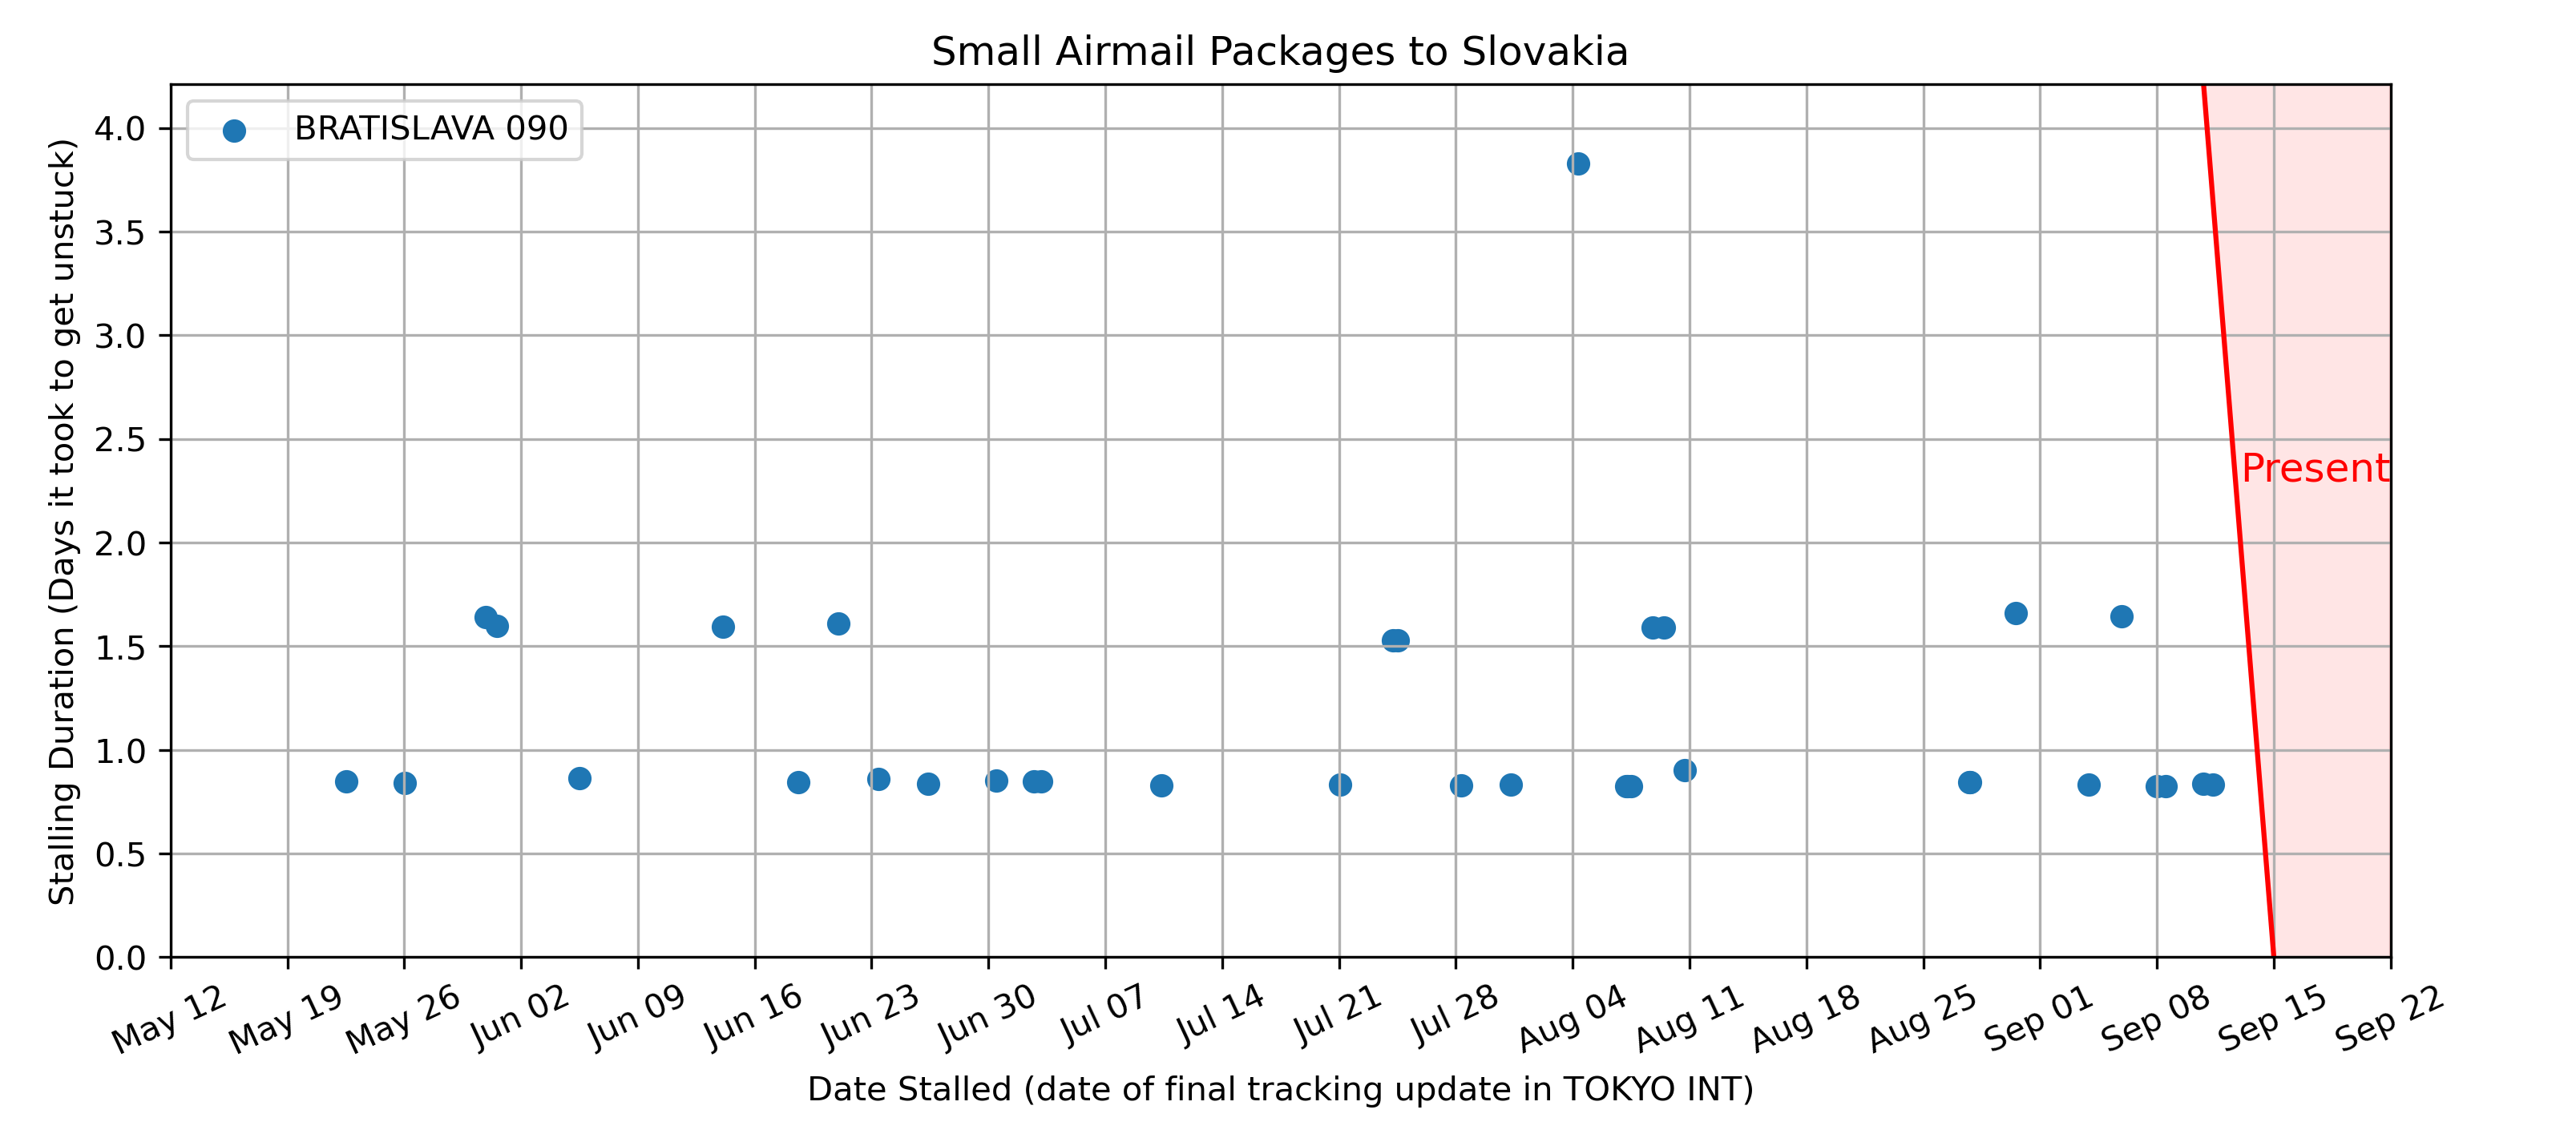 Small Airmail Packages to Slovakia
BRATISLAVA 090
Stalling Duration (Days it took to get unstuck)
4.0
3.5
3.0
2.5
2.0
1.5
1.0
0.5
0.0
Present
May 12
May 19
May 26
Jun 02
Jun 09
Jun 16
Jun 23
Jun 30
Jul 07
Jul 14
Jul 21
Jul 28
Aug 04
Aug 11
Aug 18
Aug 25
Sep 01
Sep 08
Sep 15
Sep 22
Date Stalled (date of final tracking update in TOKYO INT)